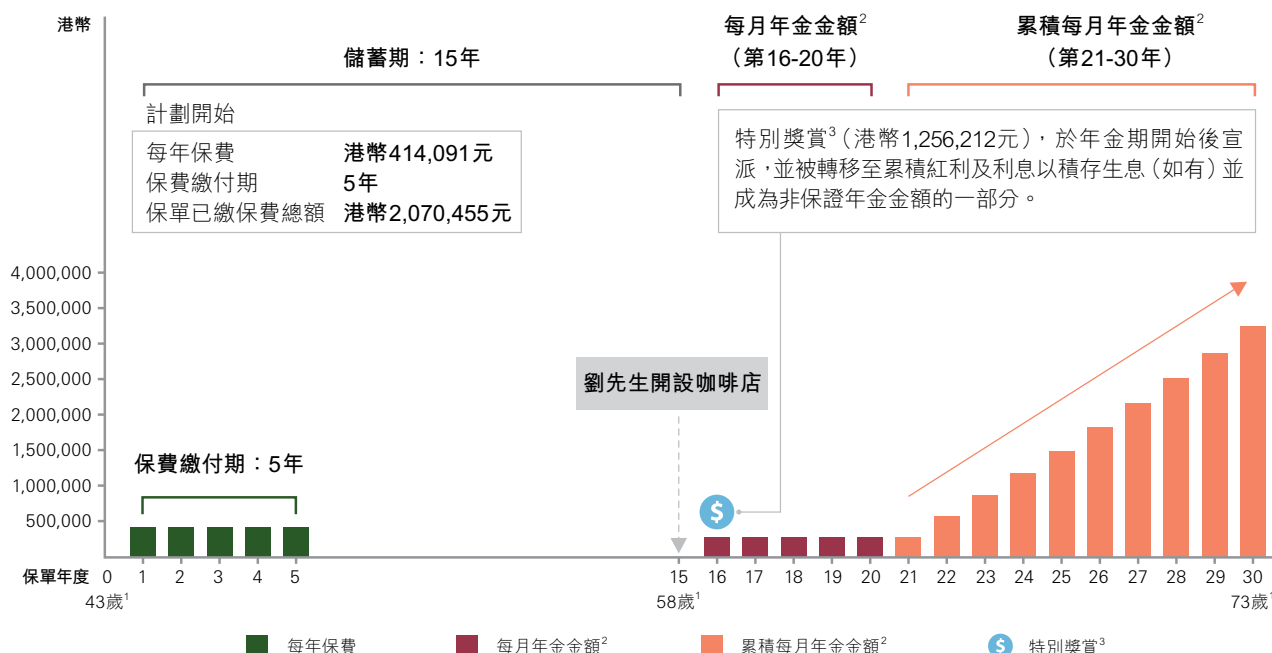 港幣
儲蓄期：15年
每月年金金額2
（第16-20年）
累積每月年金金額2
（第21-30年）
計劃開始
每年保費 港幣414,091元
保費繳付期 5年
保單已繳保費總額 港幣2,070,455元
特別獎賞3（港幣1,256,212元），於年金期開始後宣
派，並被轉移至累積紅利及利息以積存生息（如有）並
成為非保證年金金額的一部分。
4,000,000
3,500,000
3,000,000
2,500,000
2,000,000
1,500,000
1,000,000
500,000
劉先生開設咖啡店
保費繳付期：5年
$
保單年度 0 1 2 3 4 5 15 16 17 18 19 20 21 22 23 24 25 26 27 28 29 30
43歲1 58歲1 73歲1
每年保費 每月年金金額2 累積每月年金金額2 $ 特別獎賞3